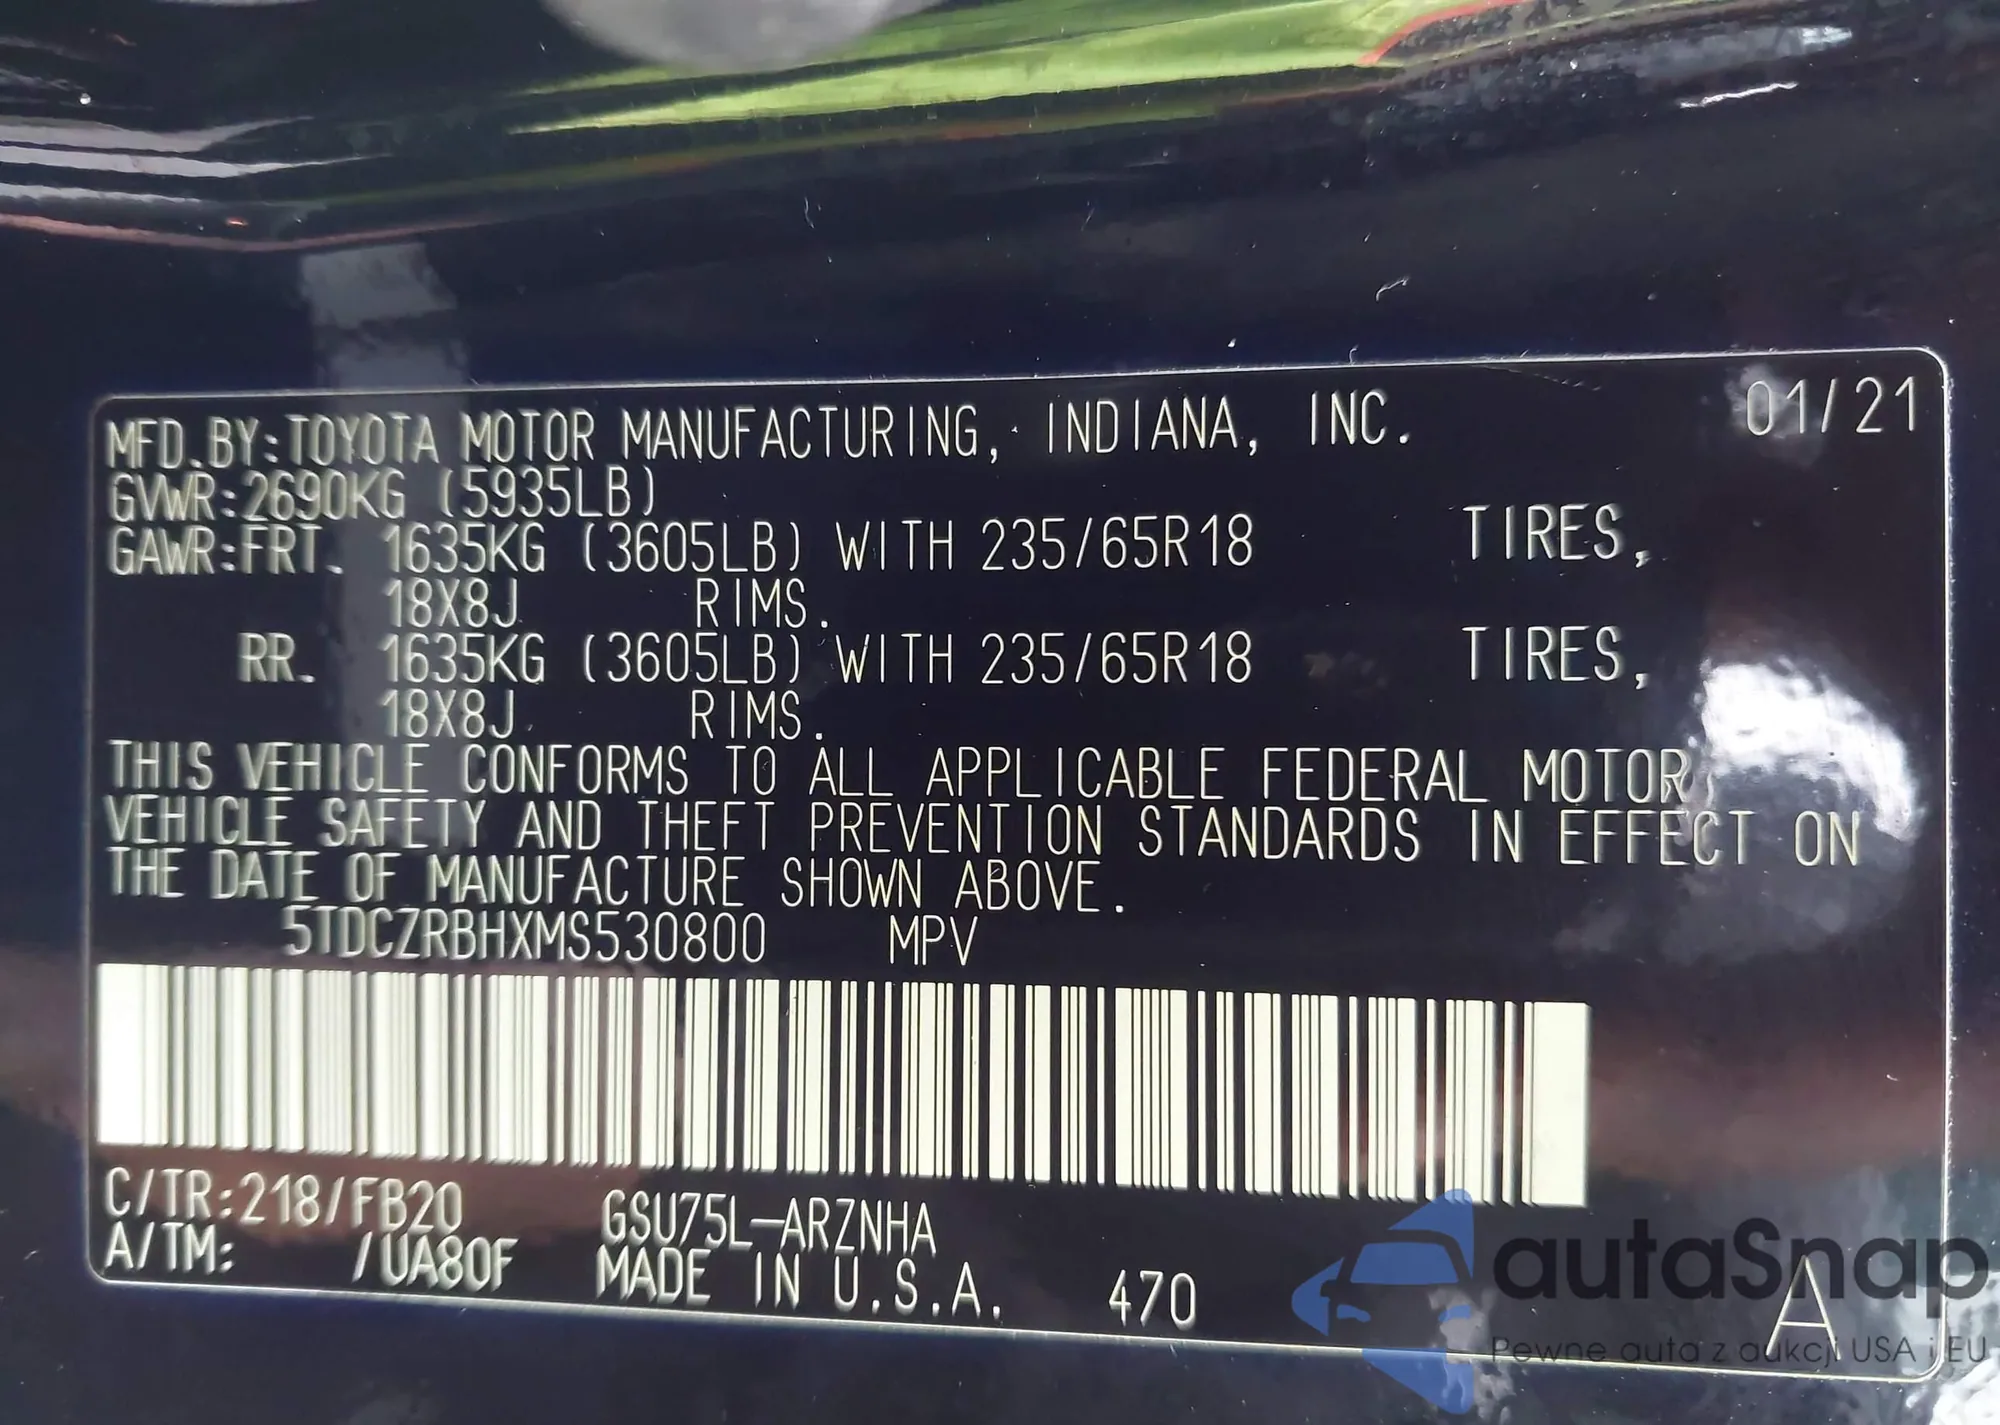 01/21
MFD.BY:TOYOTA MOTOR MANUFACTURING, INDIANA, INC.
GVWR:2690KG (5935LB)
GAWR:FRT. 1635KG (3605LB) WITH 235/65R18 TIRES,
18X8J RIMS.
RR. 1635KG (3605LB) WITH 235/65R18 TIRES,
18X8J RIMS.
THIS VEHICLE CONFORMS TO ALL APPLICABLE FEDERAL MOTOR
VEHICLE SAFETY AND THEFT PREVENTION STANDARDS IN EFFECT ON
THE DATE OF MANUFACTURE SHOWN ABOVE.
5TDCZRBHXMS530800 MPV
C/TR:218/FB20 GSU75L-ARZNHA
A/TM: /UA80F MADE IN U.S.A. 470 A
autaSnap
Pewne auta z aukcji USA i EU